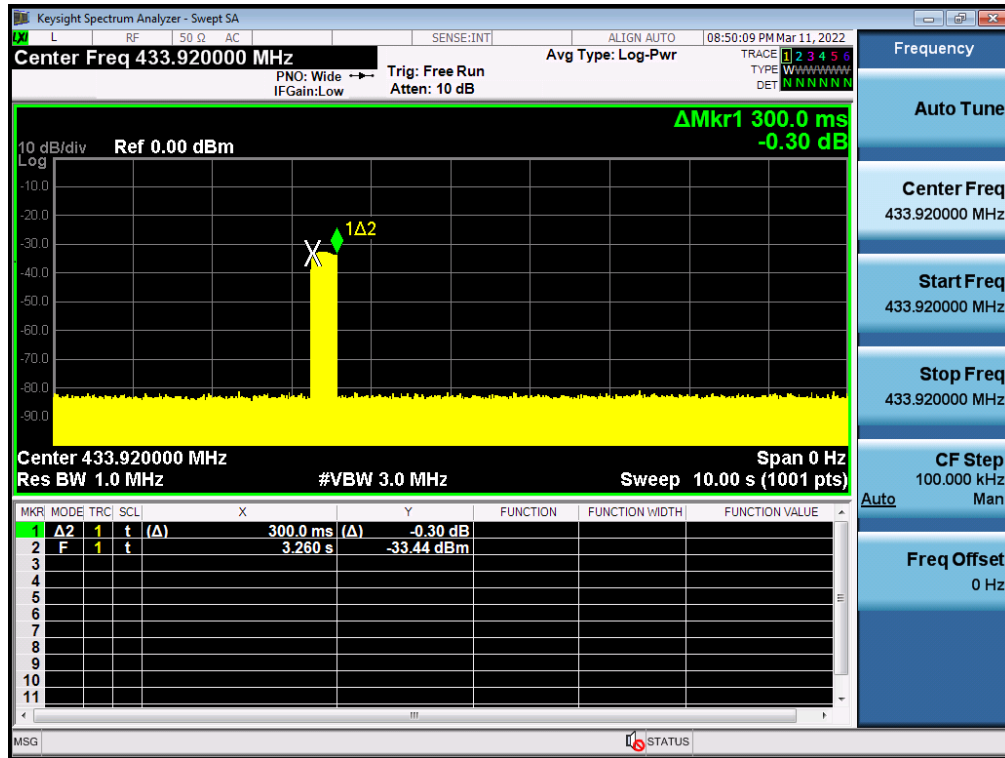 Keysight Spectrum Analyzer - Swept SA
LXI L RF 50 Ω AC SENSE:INT ALIGN AUTO 08:50:09 PM Mar 11, 2022
Center Freq 433.920000 MHz
Avg Type: Log-Pwr
TRACE 1 2 3 4 5 6
TYPE WWWWWW
DET N N N N N N
PNO: Wide
IFGain:Low
Trig: Free Run
Atten: 10 dB
ΔMkr1 300.0 ms
-0.30 dB
10 dB/div Ref 0.00 dBm
Log
-10.0
-20.0
1Δ2
-30.0
-40.0
-50.0
-60.0
-70.0
-80.0
-90.0
Center 433.920000 MHz Span 0 Hz
Res BW 1.0 MHz #VBW 3.0 MHz Sweep 10.00 s (1001 pts)
MKR MODE TRC SCL X Y FUNCTION FUNCTION WIDTH FUNCTION VALUE
1 Δ2 1 t (Δ) 300.0 ms (Δ) -0.30 dB
2 F 1 t 3.260 s -33.44 dBm
3
4
5
6
7
8
9
10
11
MSG STATUS
Frequency
Auto Tune
Center Freq
433.920000 MHz
Start Freq
433.920000 MHz
Stop Freq
433.920000 MHz
CF Step
100.000 kHz
Auto Man
Freq Offset
0 Hz